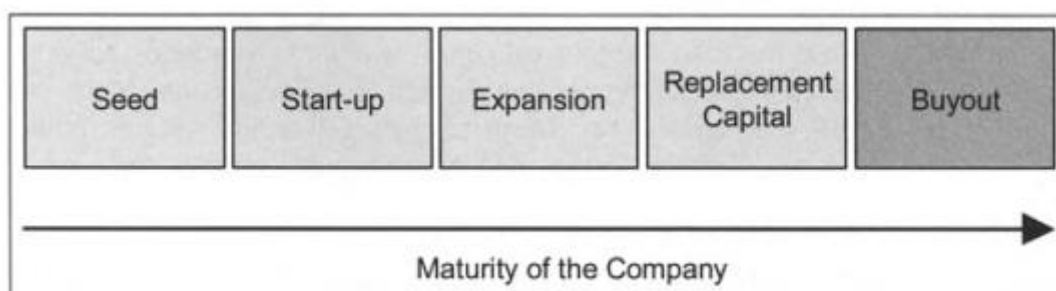 Seed
Start-up
Expansion
Replacement
Capital
Buyout
Maturity of the Company